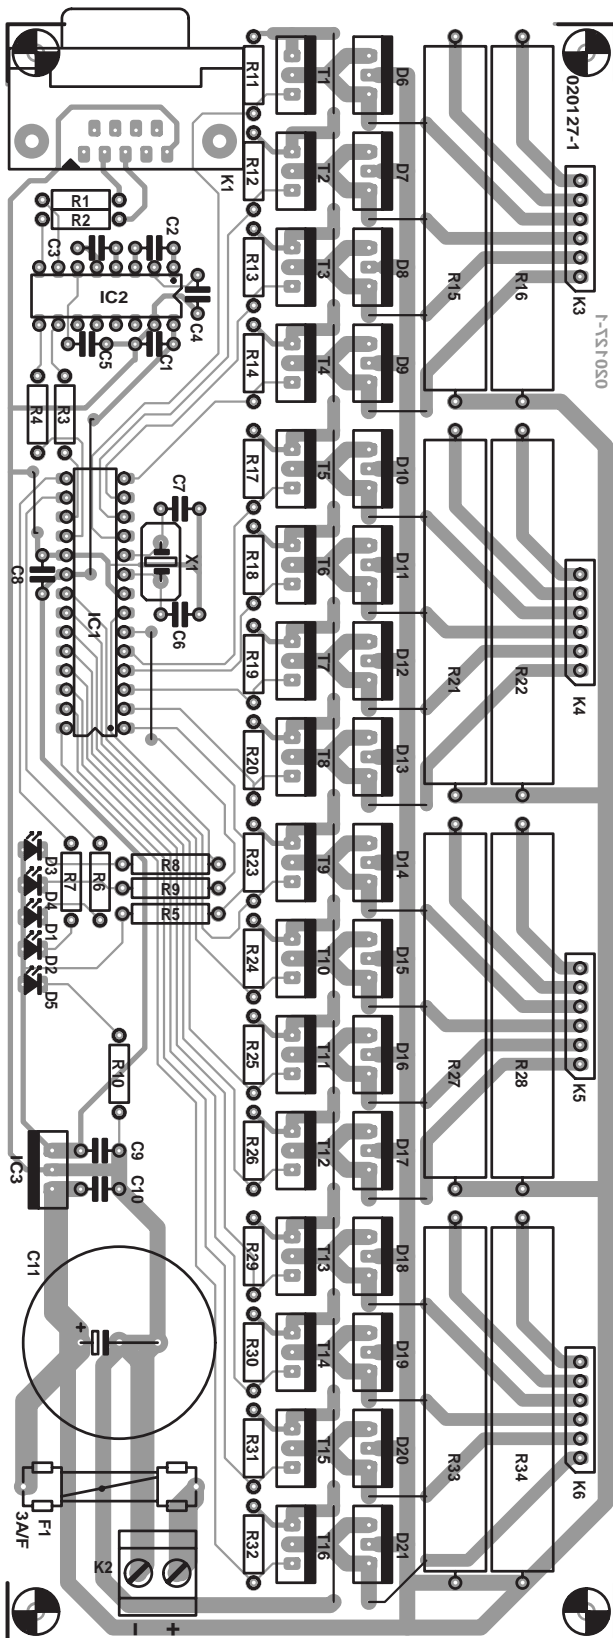 R11
T1
D6
020127-1
K1
R12
T2
D7
R1
R2
C3
C2
R13
T3
D8
R15
R16
K3
IC2
C4
C5
C1
R14
T4
D9
020127-1
R4
R3
R17
T5
D10
C7
X1
R18
T6
D11
C8
IC1
C6
R19
T7
D12
R21
R22
K4
R20
T8
D13
D3
D4
D1
D2
D5
R7
R6
R8
R9
R5
R23
T9
D14
R24
T10
D15
R10
R25
T11
D16
R27
R28
K5
IC3
C9
C10
R26
T12
D17
C11
+
R29
T13
D18
R30
T14
D19
R31
T15
D20
R33
R34
K6
F1
3A/F
K2
R32
T16
D21
- +